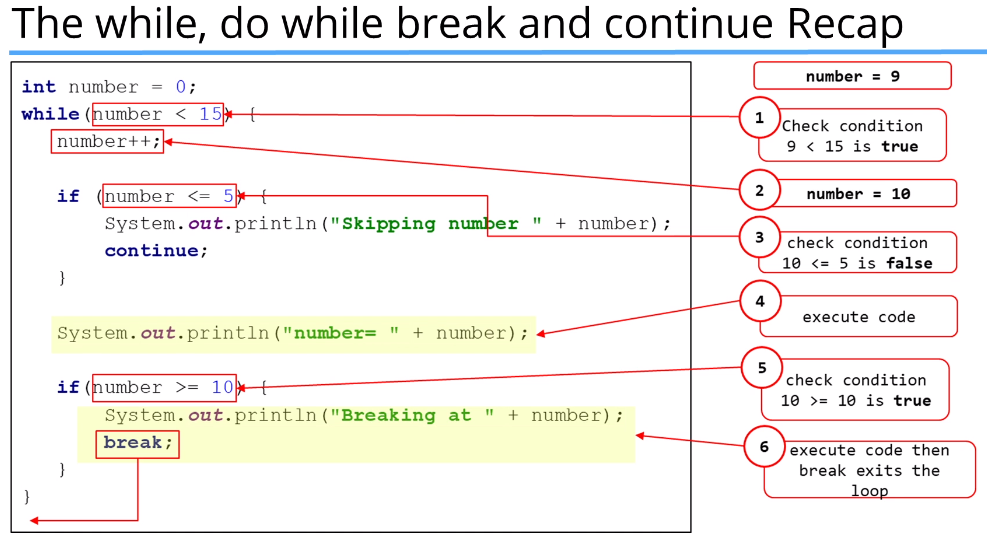 The while, do while break and continue Recap
int number = 0;
while(number < 15) {
number++;
if (number <= 5) {
System.out.println("Skipping number " + number);
continue;
}
System.out.println("number= " + number);
if(number >= 10) {
System.out.println("Breaking at " + number);
break;
}
}
number = 9
1
Check condition
9 < 15 is true
2
number = 10
3
check condition
10 <= 5 is false
4
execute code
5
check condition
10 >= 10 is true
6
execute code then
break exits the
loop